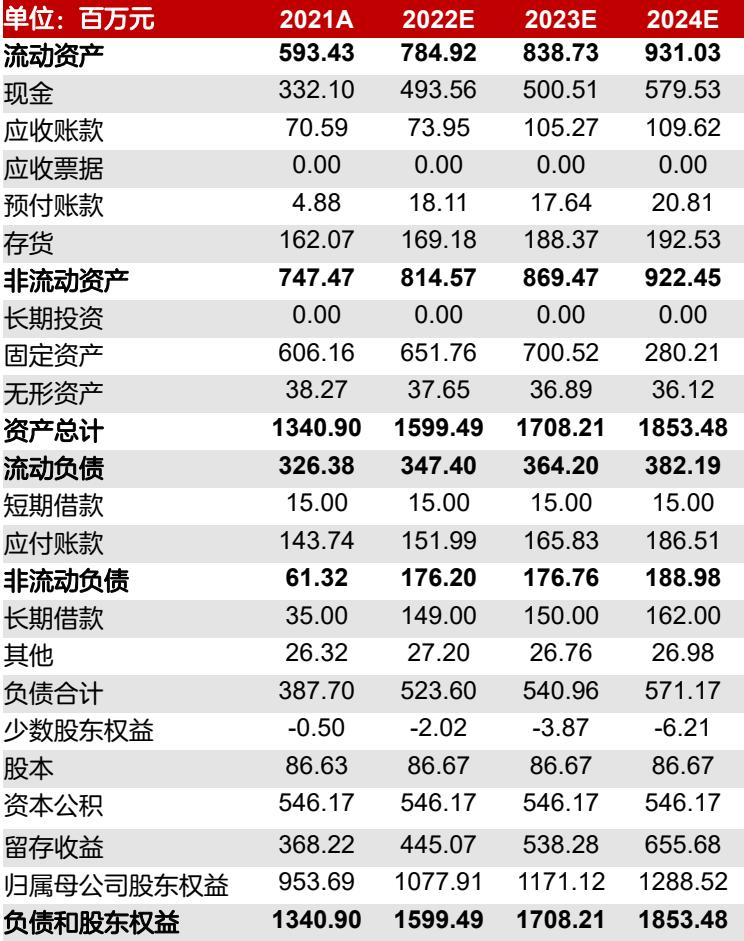 单位：百万元 2021A 2022E 2023E 2024E
流动资产 593.43 784.92 838.73 931.03
现金 332.10 493.56 500.51 579.53
应收账款 70.59 73.95 105.27 109.62
应收票据 0.00 0.00 0.00 0.00
预付账款 4.88 18.11 17.64 20.81
存货 162.07 169.18 188.37 192.53
非流动资产 747.47 814.57 869.47 922.45
长期投资 0.00 0.00 0.00 0.00
固定资产 606.16 651.76 700.52 280.21
无形资产 38.27 37.65 36.89 36.12
资产总计 1340.90 1599.49 1708.21 1853.48
流动负债 326.38 347.40 364.20 382.19
短期借款 15.00 15.00 15.00 15.00
应付账款 143.74 151.99 165.83 186.51
非流动负债 61.32 176.20 176.76 188.98
长期借款 35.00 149.00 150.00 162.00
其他 26.32 27.20 26.76 26.98
负债合计 387.70 523.60 540.96 571.17
少数股东权益 -0.50 -2.02 -3.87 -6.21
股本 86.63 86.67 86.67 86.67
资本公积 546.17 546.17 546.17 546.17
留存收益 368.22 445.07 538.28 655.68
归属母公司股东权益 953.69 1077.91 1171.12 1288.52
负债和股东权益 1340.90 1599.49 1708.21 1853.48